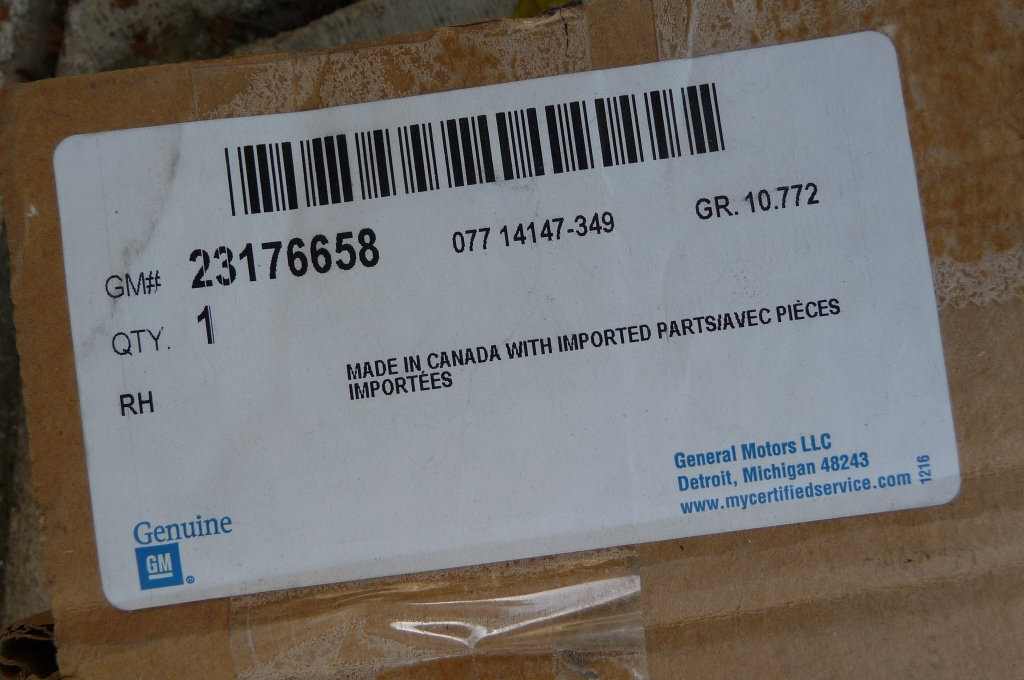 GM# 23176658 077 14147-349 GR. 10.772
QTY. 1
RH
MADE IN CANADA WITH IMPORTED PARTS/AVEC PIÈCES
IMPORTÉES
General Motors LLC
Detroit, Michigan 48243
www.mycertifiedservice.com
1216
Genuine
GM
®